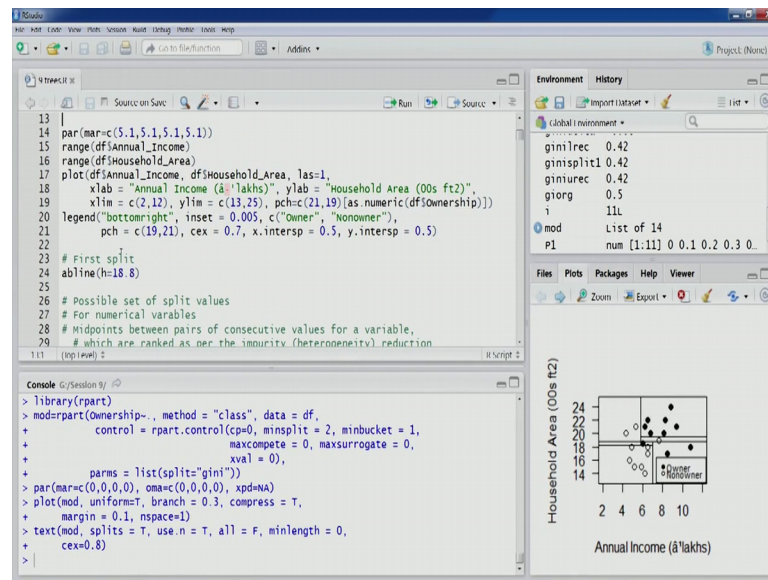 RStudio
File Edit Code View Plots Session Build Debug Profile Tools Help
Go to file/function
Addins
Project: (None)
9 trees.R
Source on Save
Run
Source
13
14 par(mar=c(5.1,5.1,5.1,5.1))
15 range(df$Annual_Income)
16 range(df$Household_Area)
17 plot(df$Annual_Income, df$Household_Area, las=1,
18 xlab = "Annual Income (â‚¹lakhs)", ylab = "Household Area (00s ft2)",
19 xlim = c(2,12), ylim = c(13,25), pch=c(21,19)[as.numeric(df$Ownership)])
20 legend("bottomright", inset = 0.005, c("Owner", "Nonowner"),
21 pch = c(19,21), cex = 0.7, x.intersp = 0.5, y.intersp = 0.5)
22
23 # First split
24 abline(h=18.8)
25
26 # Possible set of split values
27 # For numerical variables
28 # Midpoints between pairs of consecutive values for a variable,
29 # which are ranked as per the impurity (heterogeneity) reduction
1:1 (Top Level) R Script
Console G:/Session 9/
> library(rpart)
> mod=rpart(Ownership~., method = "class", data = df,
+ control = rpart.control(cp=0, minsplit = 2, minbucket = 1,
+ maxcompete = 0, maxsurrogate = 0,
+ xval = 0),
+ parms = list(split="gini"))
> par(mar=c(0,0,0,0), oma=c(0,0,0,0), xpd=NA)
> plot(mod, uniform=T, branch = 0.3, compress = T,
+ margin = 0.1, nspace=1)
> text(mod, splits = T, use.n = T, all = F, minlength = 0,
+ cex=0.8)
>
Environment History
Import Dataset
List
Global Environment
ginilrec 0.42
ginisplit1 0.42
giniurec 0.42
giorg 0.5
i 11L
mod List of 14
P1 num [1:11] 0 0.1 0.2 0.3 0…
Files Plots Packages Help Viewer
Zoom Export
Household Area (00s ft2)
24
22
20
18
16
14
Owner
Nonowner
2 4 6 8 10
Annual Income (â‚¹lakhs)